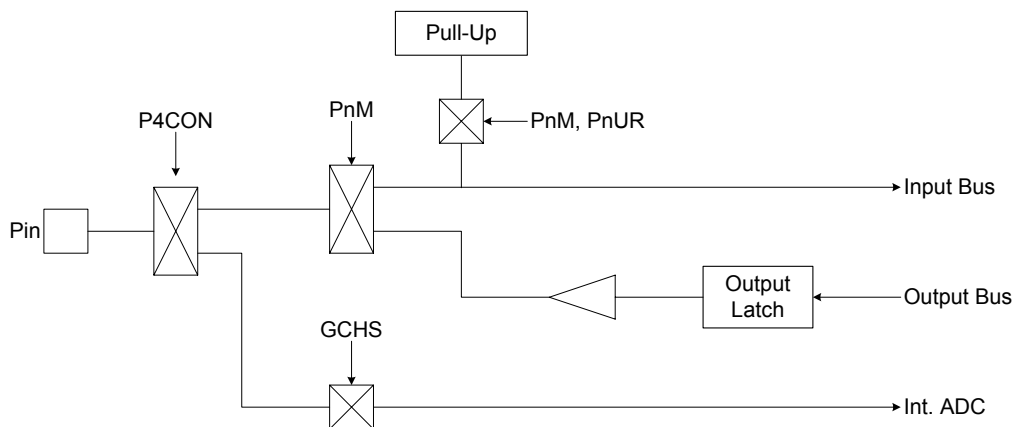 Pull-Up
PnM
PnM, PnUR
P4CON
Input Bus
Pin
Output
Latch
Output Bus
GCHS
Int. ADC